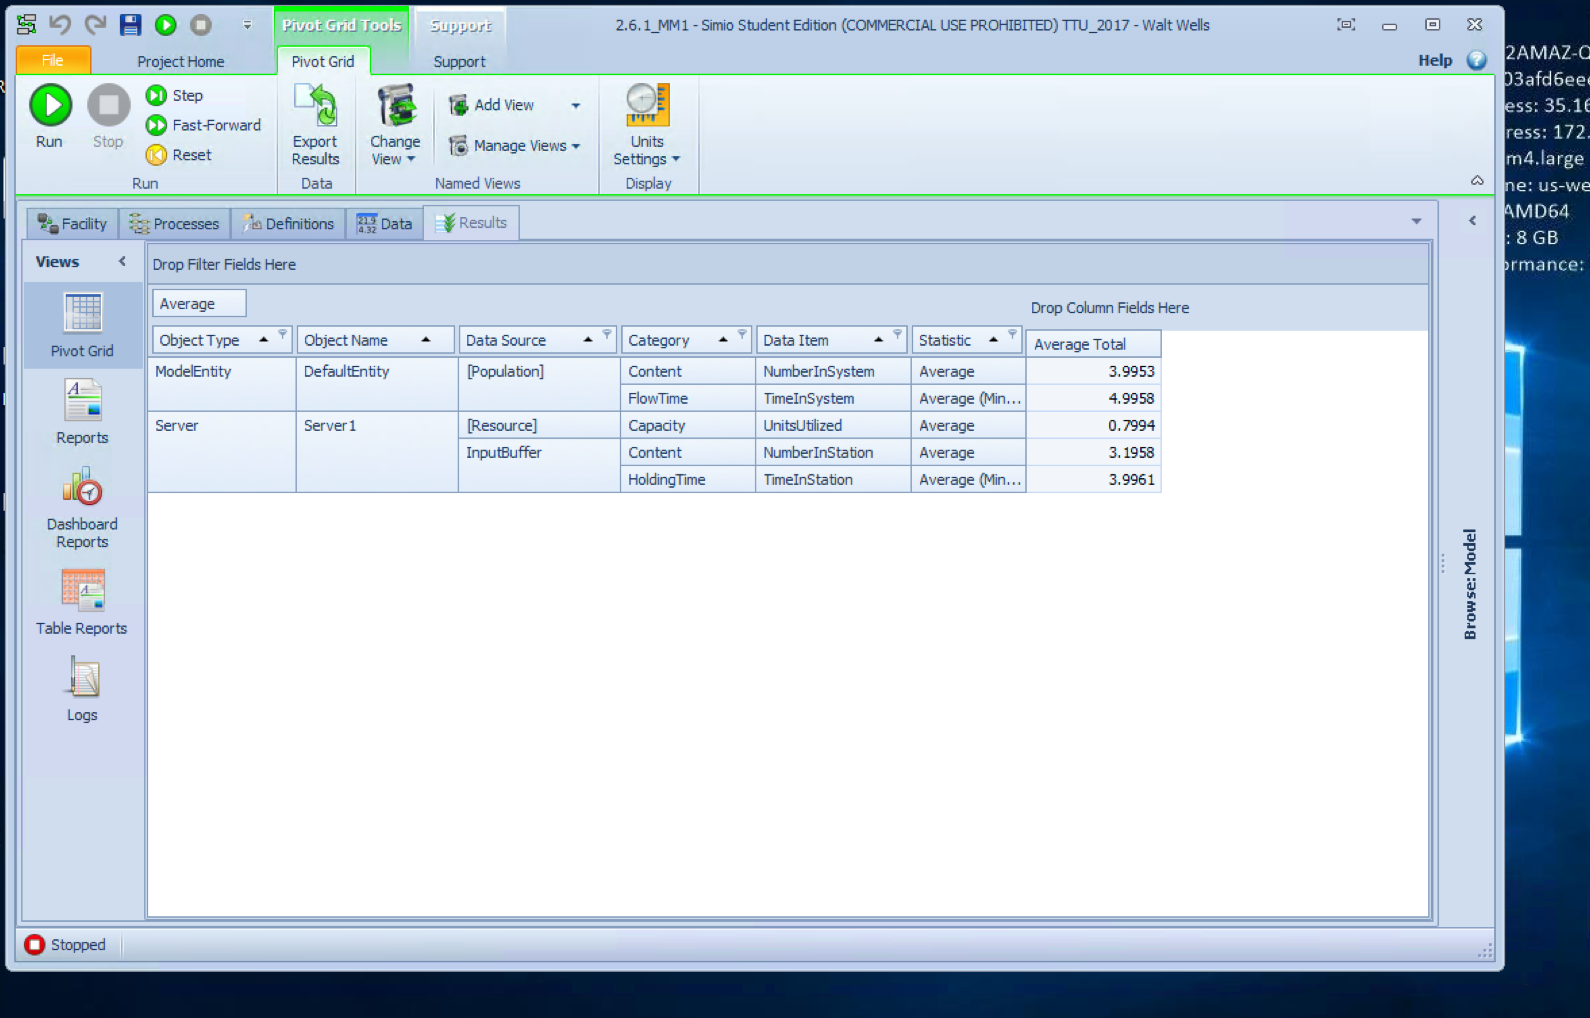 Pivot Grid Tools
Support
2.6.1_MM1 - Simio Student Edition (COMMERCIAL USE PROHIBITED) TTU_2017 - Walt Wells
File
Project Home
Pivot Grid
Support
Help
Run
Stop
Step
Fast-Forward
Reset
Run
Export
Results
Data
Change
View
Add View
Manage Views
Named Views
Units
Settings
Display
Facility
Processes
Definitions
21.9
4.32
Data
Results
Views
Pivot Grid
Reports
Dashboard
Reports
Table Reports
Logs
Drop Filter Fields Here
Average
Drop Column Fields Here
Object Type Object Name Data Source Category Data Item Statistic Average Total
ModelEntity DefaultEntity [Population] Content NumberInSystem Average 3.9953
FlowTime TimeInSystem Average (Min... 4.9958
Server Server1 [Resource] Capacity UnitsUtilized Average 0.7994
InputBuffer Content NumberInStation Average 3.1958
HoldingTime TimeInStation Average (Min... 3.9961
Browse: Model
Stopped
2AMAZ-Q
03afd6eee
ess: 35.16
ress: 172.
m4.large
ne: us-we
AMD64
: 8 GB
ormance: